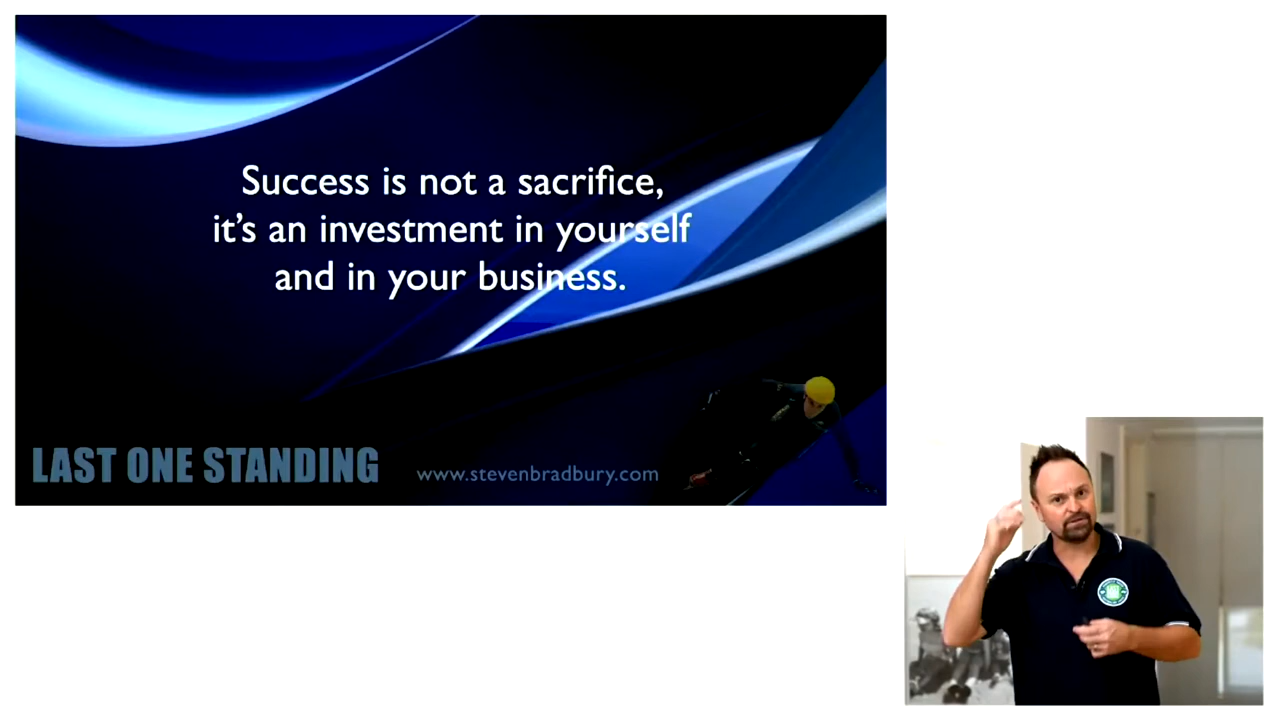 Success is not a sacrifice,
it's an investment in yourself
and in your business.
LAST ONE STANDING
www.stevenbradbury.com